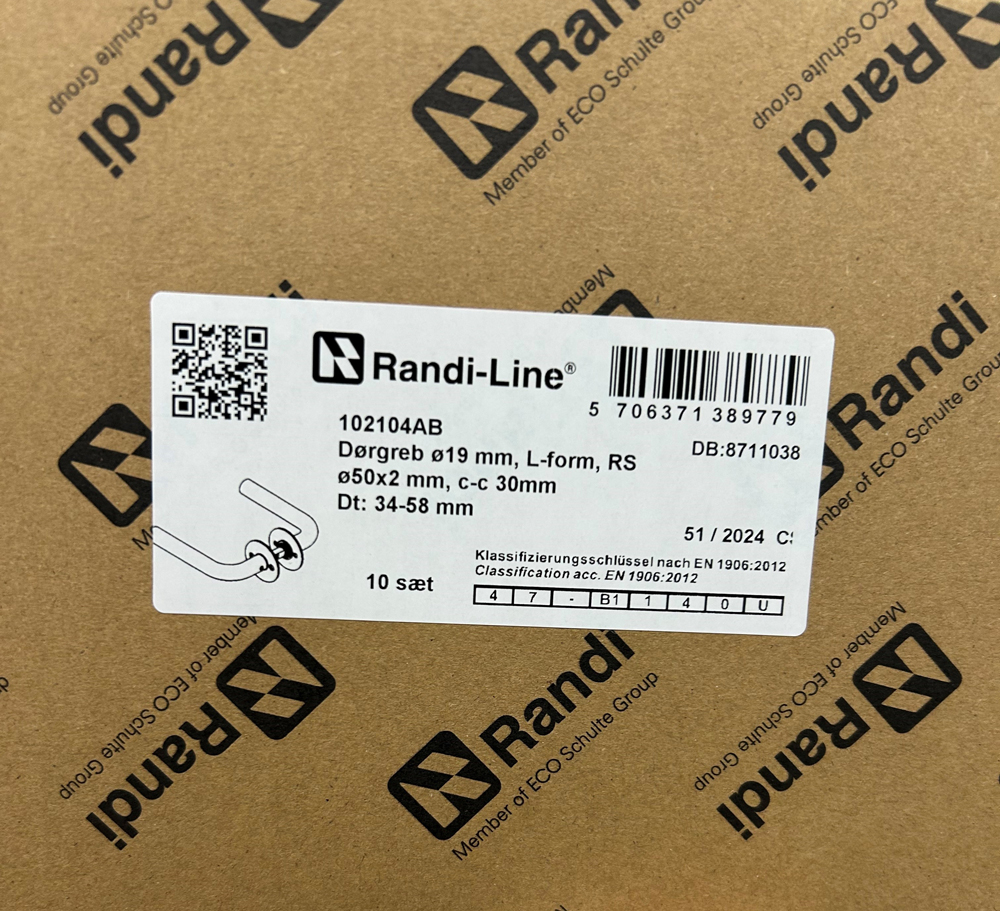 Randi
Member of ECO Schulte Group
Randi
Member of ECO Schulte Group
Randi
Member of ECO Schulte Group
Member
Randi-Line®
5 706371 389779
102104AB
DB:8711038
Dørgreb ø19 mm, L-form, RS
ø50x2 mm, c-c 30mm
Dt: 34-58 mm
51 / 2024
Klassifizierungsschlüssel nach EN 1906:2012
Classification acc. EN 1906:2012
10 sæt
4 7 - B1 1 4 0 U
Randi
Member of ECO Schulte Group
Randi
Member of ECO Schulte Group
Randi
Member of ECO Schulte Group
Randi
Member of ECO Schulte Group